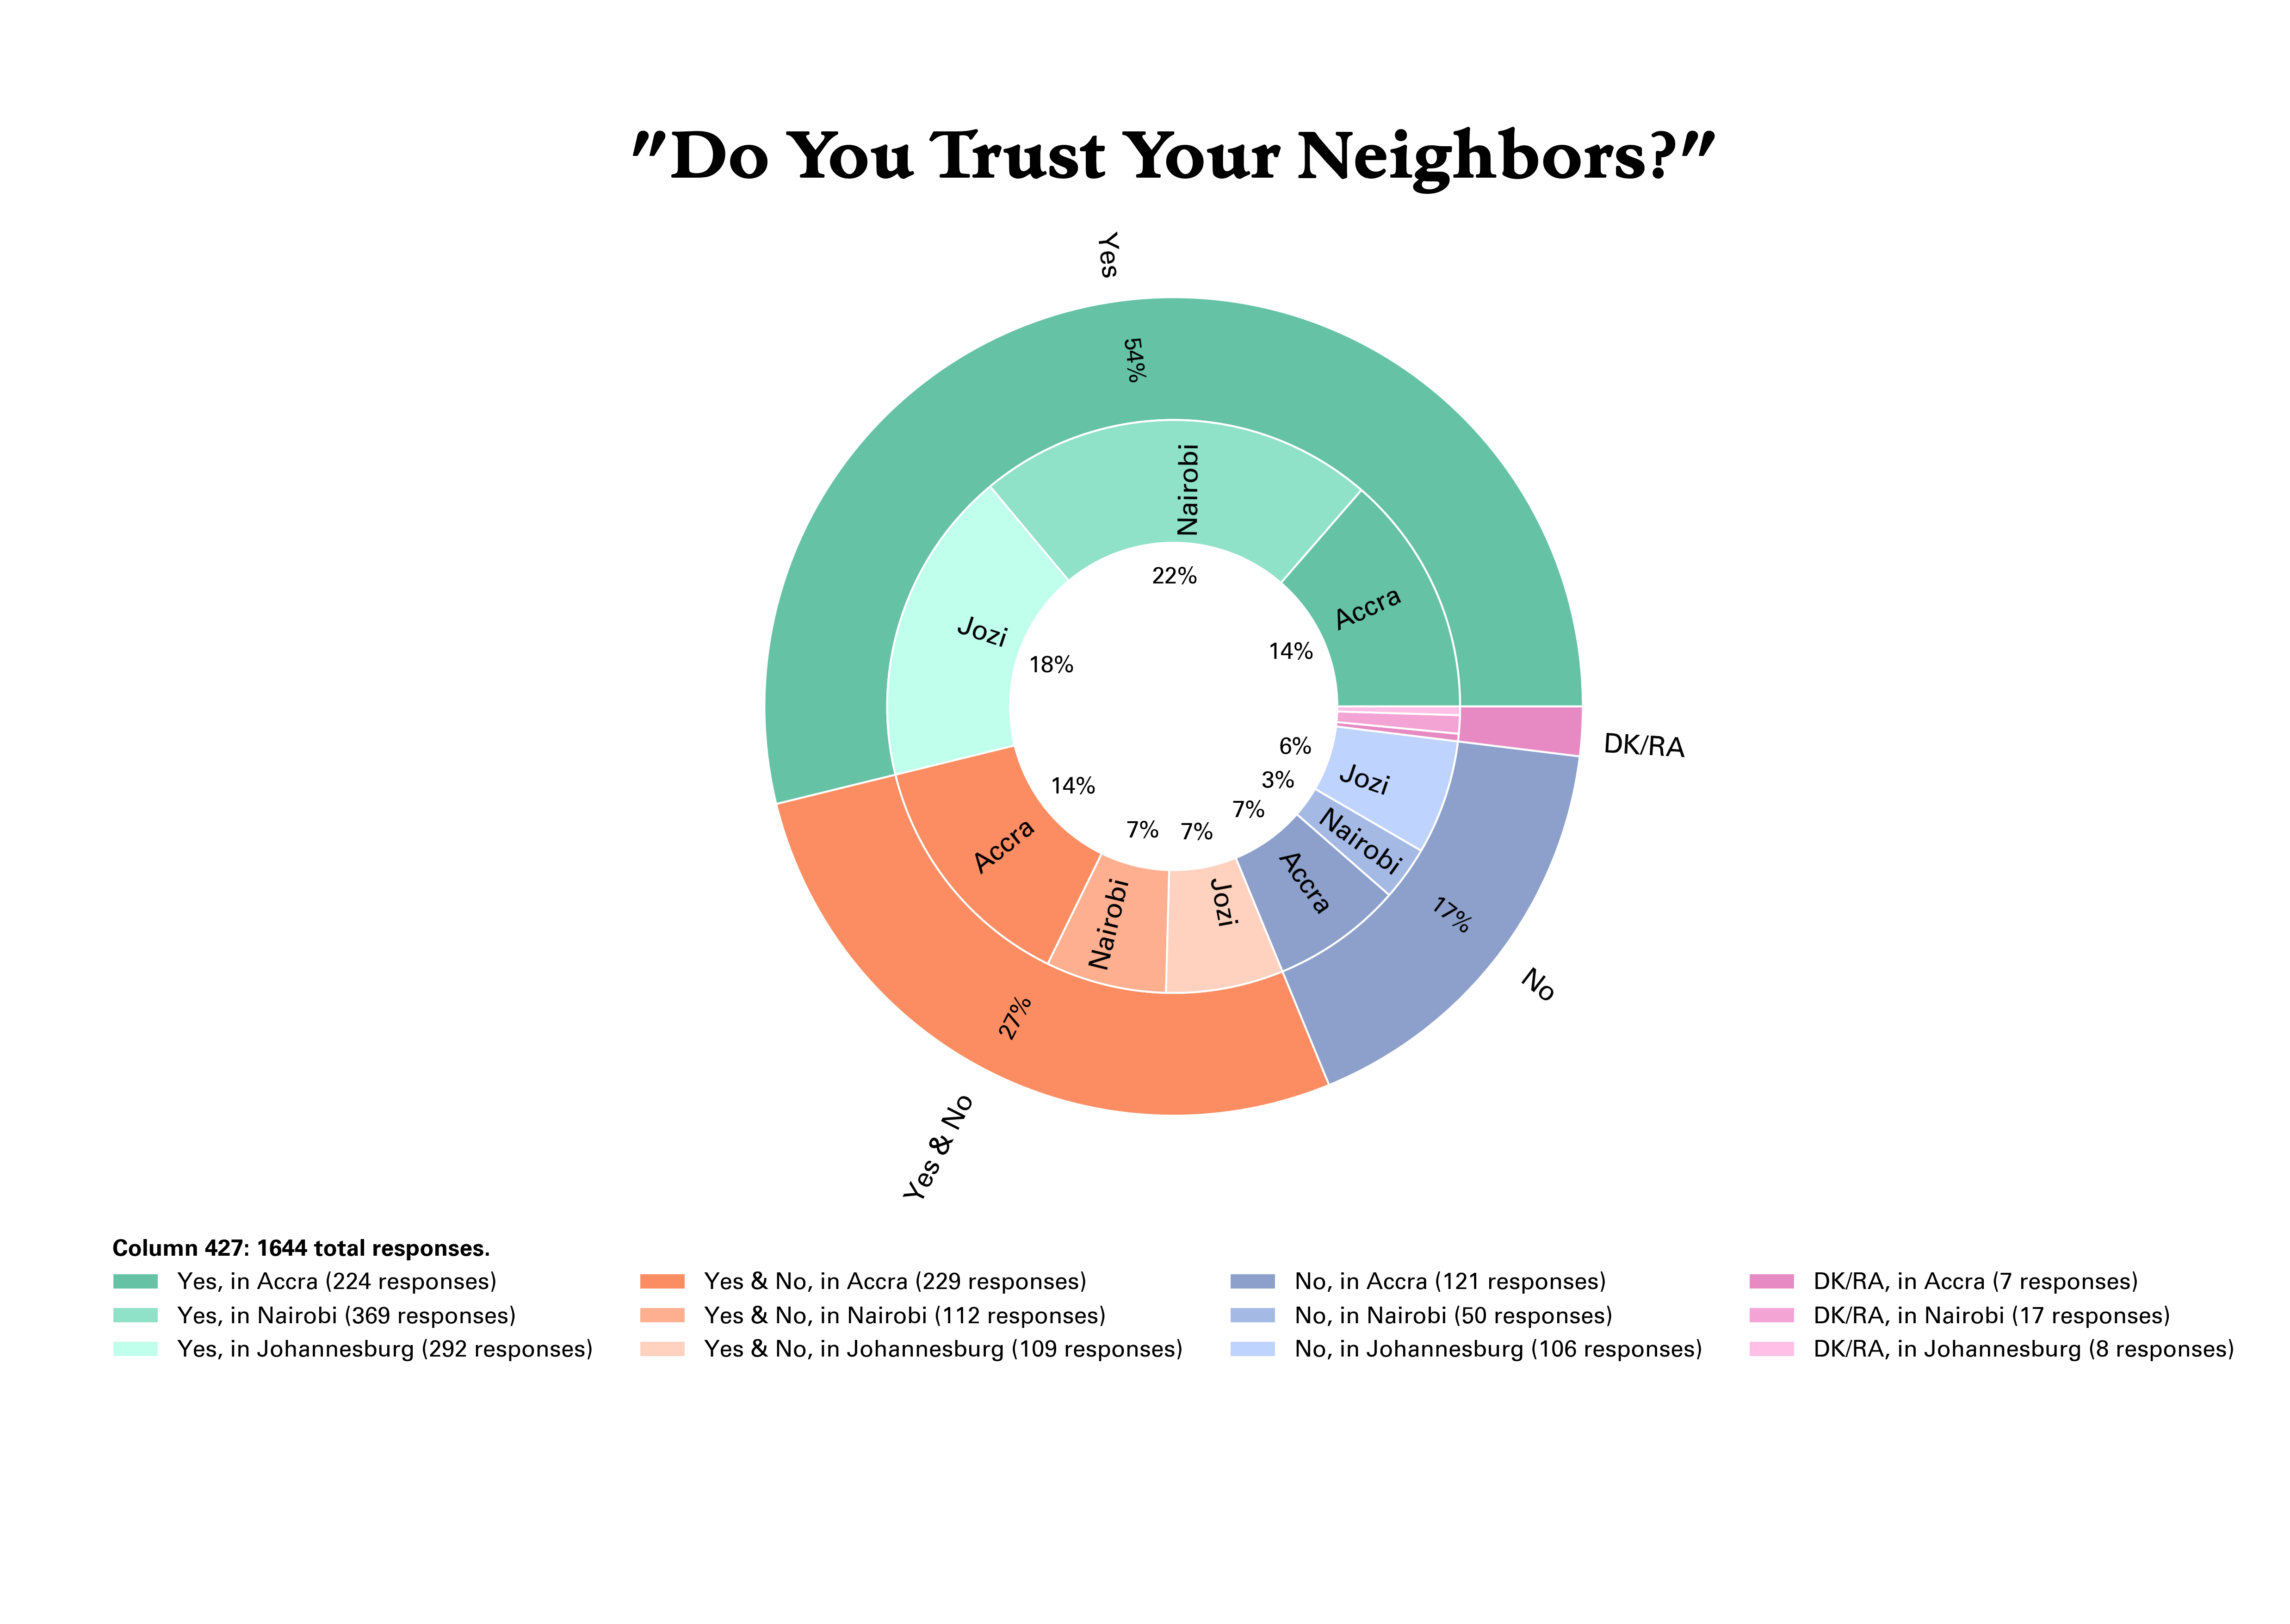 "Do You Trust Your Neighbors?"
Yes
54%
Nairobi
22%
Accra
14%
Jozi
18%
DK/RA
6%
Jozi
3%
Nairobi
7%
Accra
17%
No
14%
Accra
7%
Nairobi
7%
Jozi
27%
Yes & No
Column 427: 1644 total responses.
Yes, in Accra (224 responses)
Yes, in Nairobi (369 responses)
Yes, in Johannesburg (292 responses)
Yes & No, in Accra (229 responses)
Yes & No, in Nairobi (112 responses)
Yes & No, in Johannesburg (109 responses)
No, in Accra (121 responses)
No, in Nairobi (50 responses)
No, in Johannesburg (106 responses)
DK/RA, in Accra (7 responses)
DK/RA, in Nairobi (17 responses)
DK/RA, in Johannesburg (8 responses)